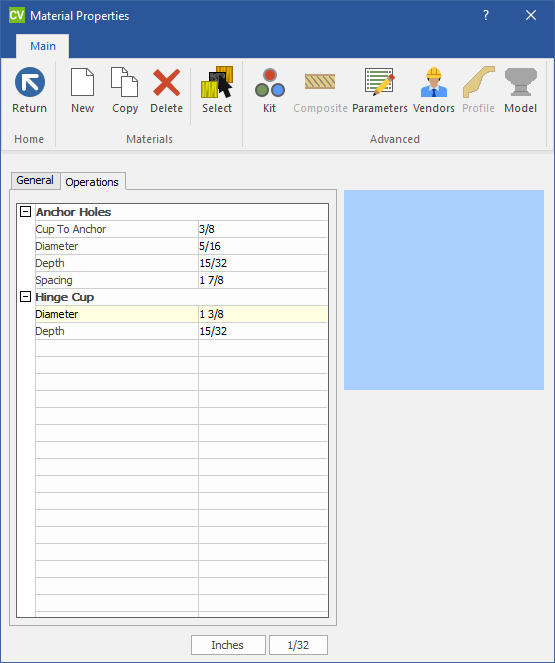 CV Material Properties ?
Main
Return New Copy Delete Select Kit Composite Parameters Vendors Profile Model
Home Materials Advanced
General Operations
Anchor Holes
Cup To Anchor 3/8
Diameter 5/16
Depth 15/32
Spacing 1 7/8
Hinge Cup
Diameter 1 3/8
Depth 15/32
Inches 1/32